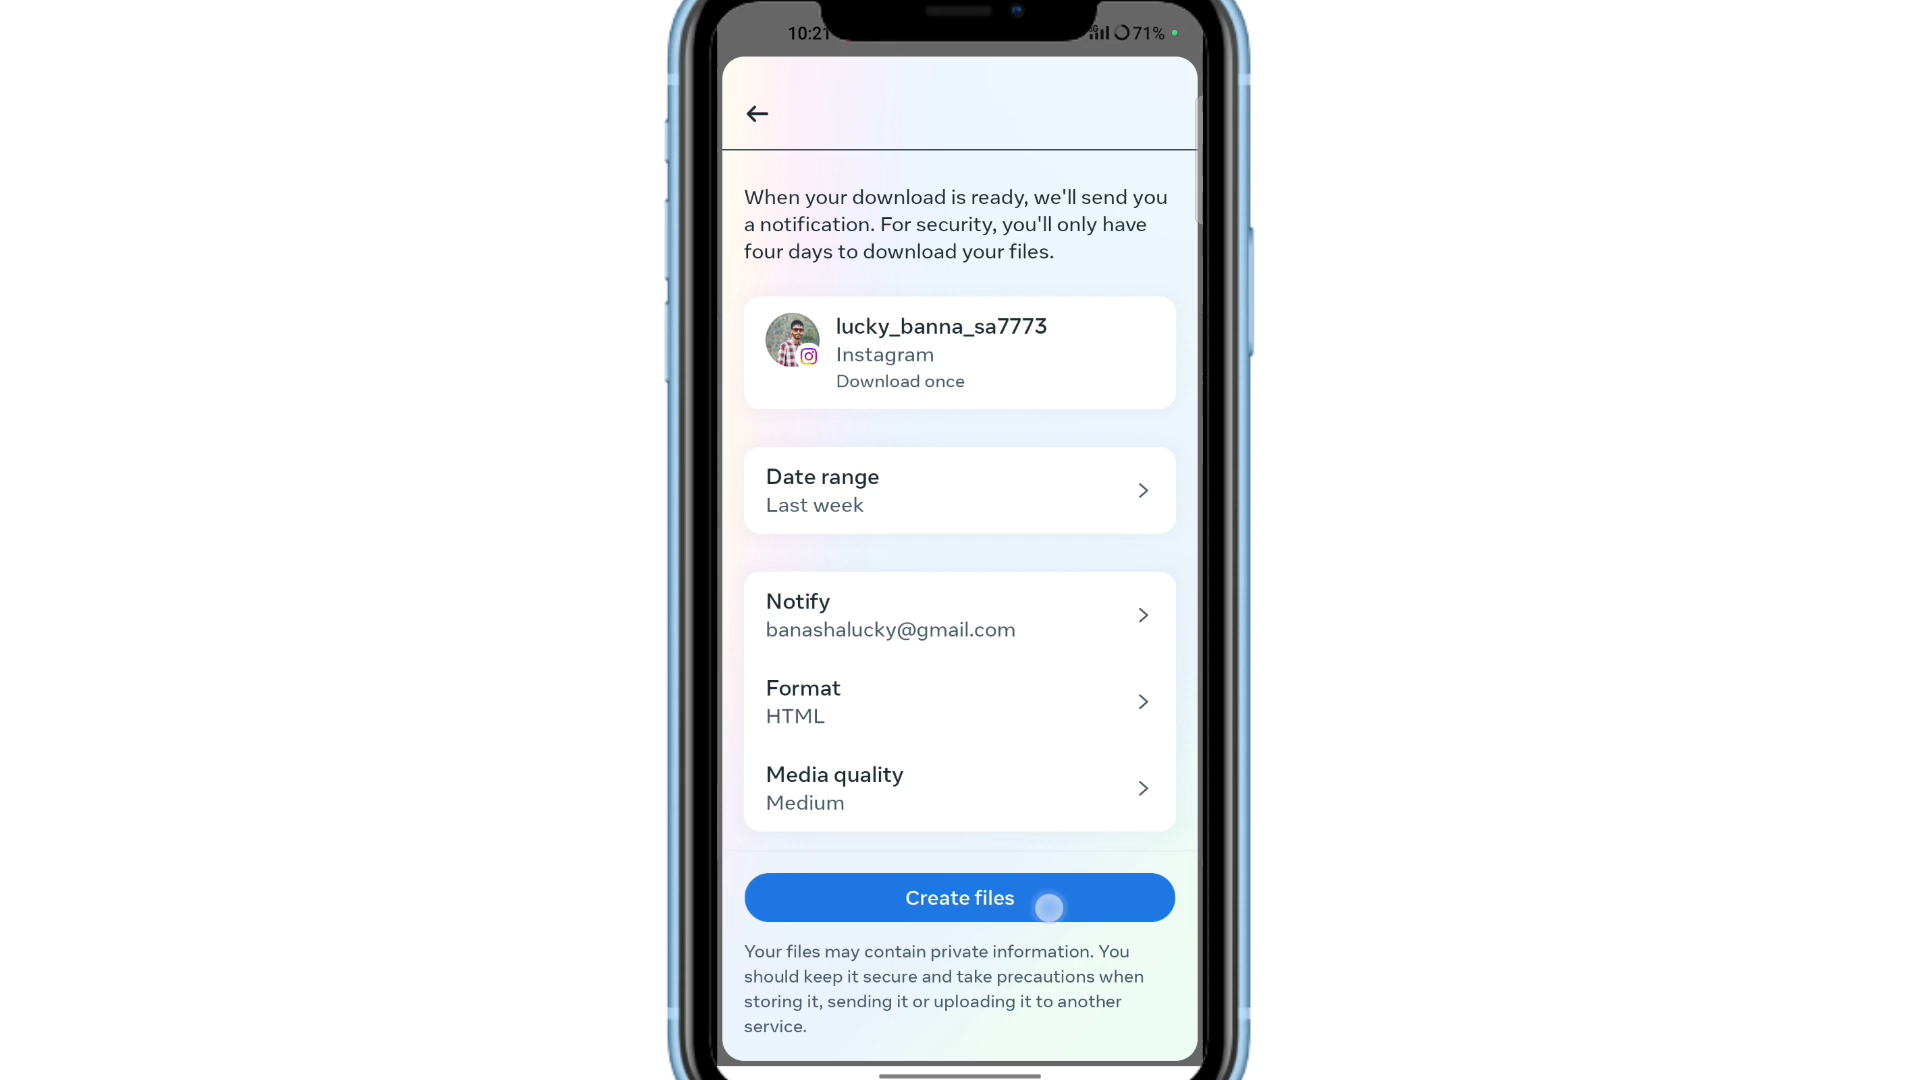 10:21
71%
When your download is ready, we'll send you
a notification. For security, you'll only have
four days to download your files.
lucky_banna_sa7773
Instagram
Download once
Date range
Last week
Notify
banashalucky@gmail.com
Format
HTML
Media quality
Medium
Create files
Your files may contain private information. You
should keep it secure and take precautions when
storing it, sending it or uploading it to another
service.